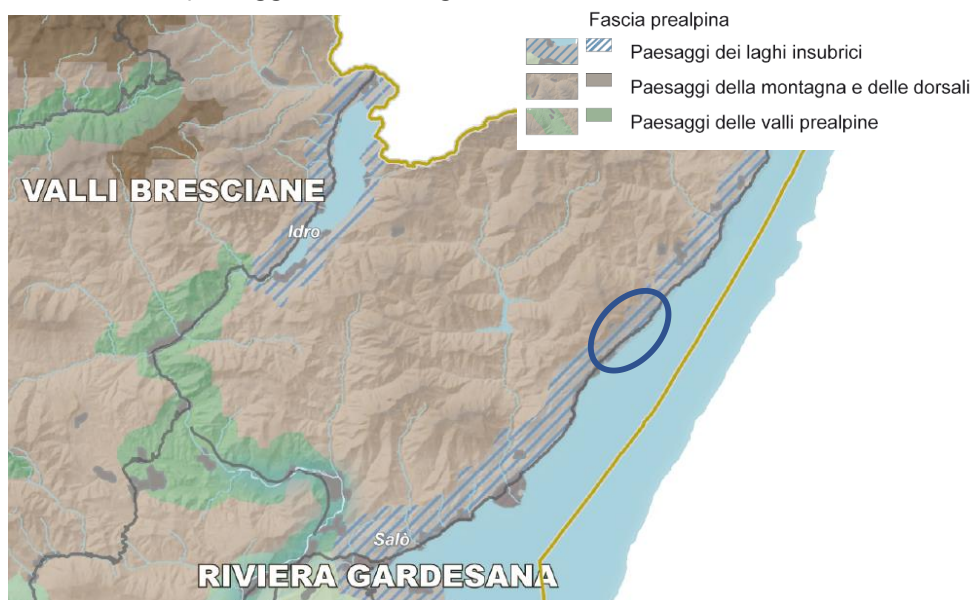 Fascia prealpina
Paesaggi dei laghi insubrici
Paesaggi della montagna e delle dorsali
Paesaggi delle valli prealpine
VALLI BRESCIANE
Idro
Salò
RIVIERA GARDESANA